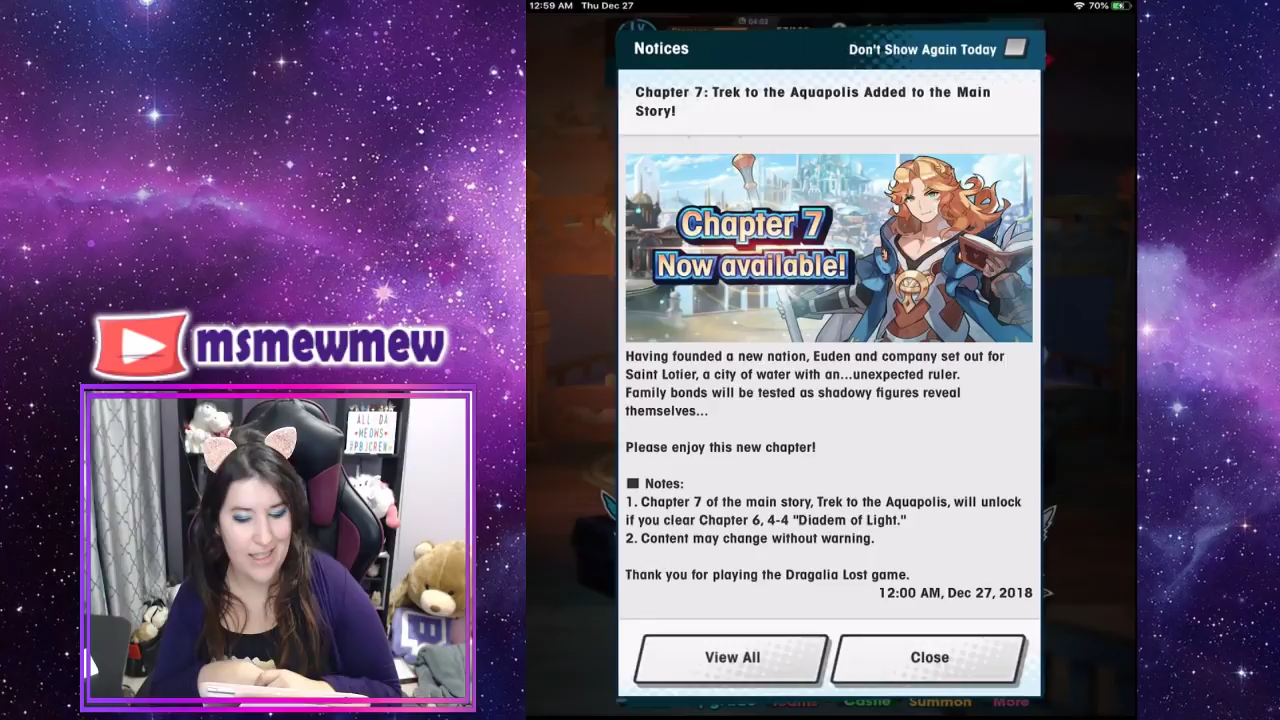 12:59 AM Thu Dec 27
70%
04:02
Notices
Don't Show Again Today
Chapter 7: Trek to the Aquapolis Added to the Main
Story!
Chapter 7
Now available!
Having founded a new nation, Euden and company set out for
Saint Lotier, a city of water with an...unexpected ruler.
Family bonds will be tested as shadowy figures reveal
themselves...
Please enjoy this new chapter!
■ Notes:
1. Chapter 7 of the main story, Trek to the Aquapolis, will unlock
if you clear Chapter 6, 4-4 "Diadem of Light."
2. Content may change without warning.
Thank you for playing the Dragalia Lost game.
12:00 AM, Dec 27, 2018
View All
Close
Castle
Summon
More
msmewmew
ALL DA
MEOWS
#PBJCREW